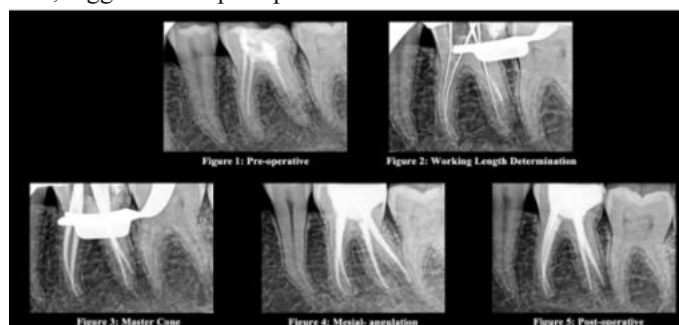 Figure 1: Pre-operative
Figure 2: Working Length Determination
Figure 3: Master Cone
Figure 4: Mesial- angulation
Figure 5: Post-operative